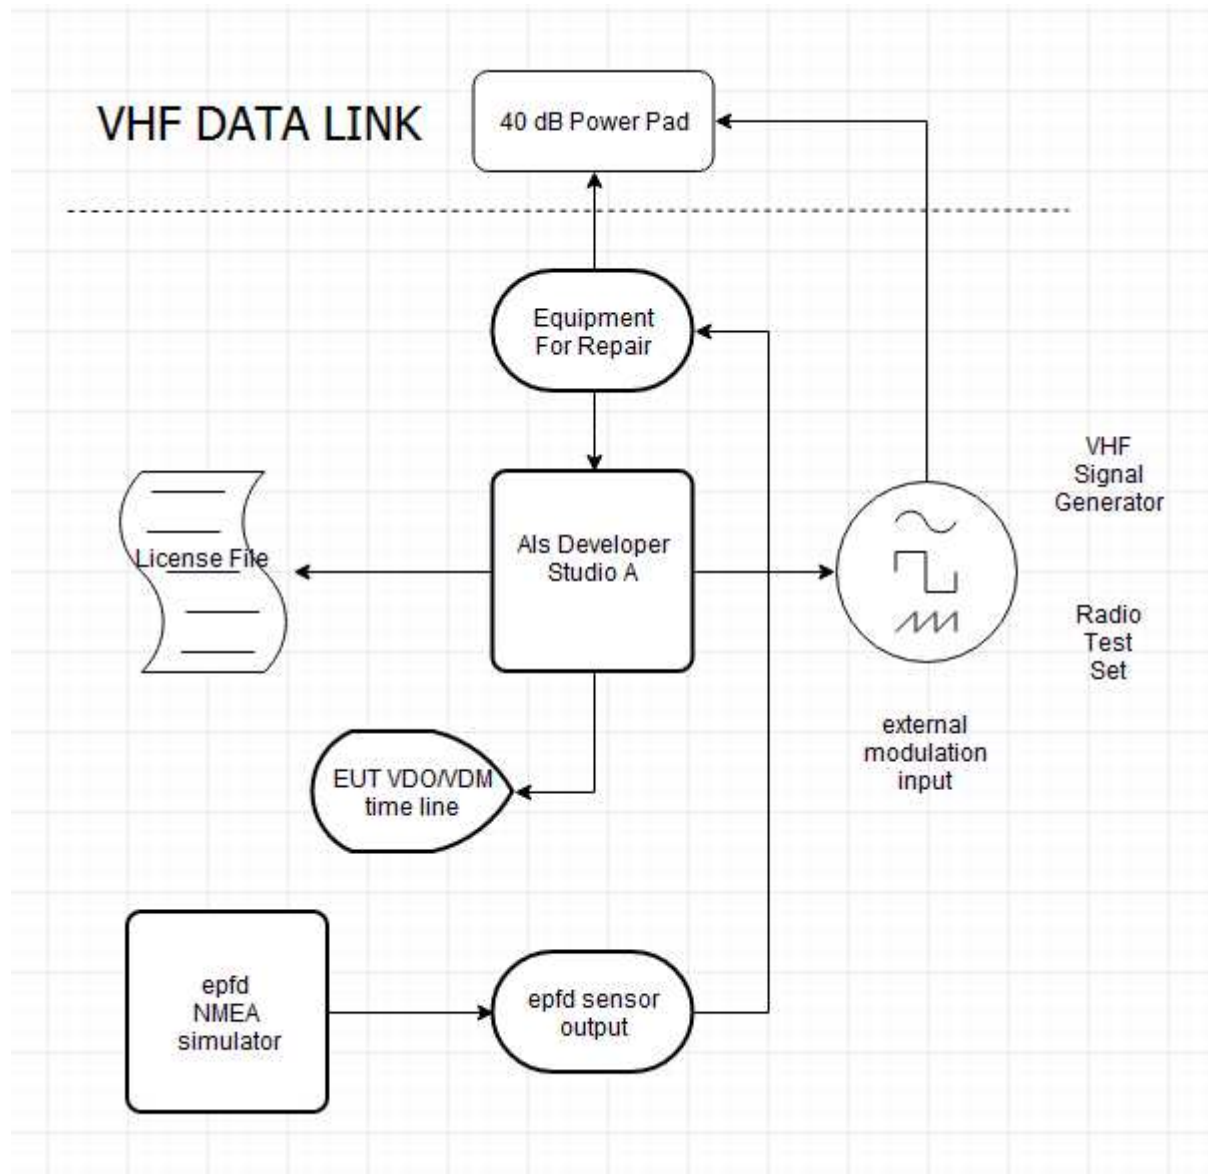 VHF DATA LINK
40 dB Power Pad
Equipment
For Repair
VHF
Signal
Generator
License File
AIs Developer
Studio A
Radio
Test
Set
external
modulation
input
EUT VDO/VDM
time line
epfd
NMEA
simulator
epfd sensor
output